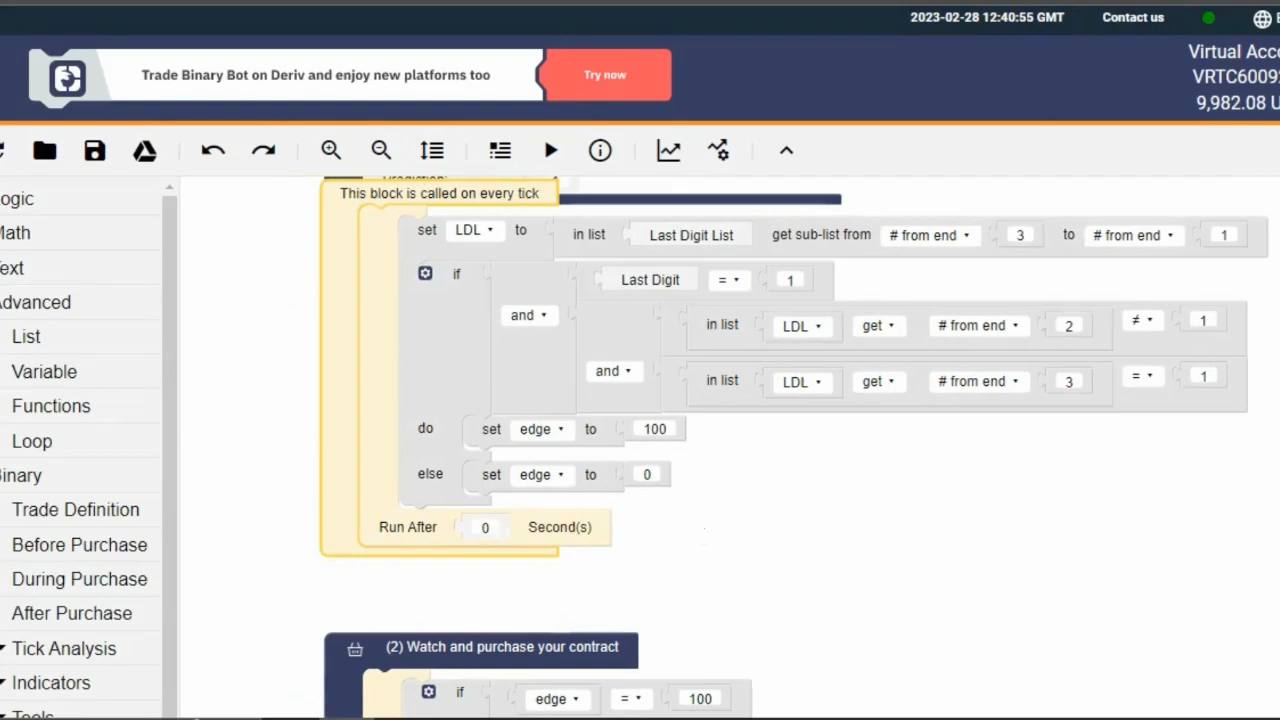 2023-02-28 12:40:55 GMT Contact us
Trade Binary Bot on Deriv and enjoy new platforms too Try now
Virtual Acco
VRTC6009
9,982.08 U
ogic
Math
ext
Advanced
List
Variable
Functions
Loop
inary
Trade Definition
Before Purchase
During Purchase
After Purchase
Tick Analysis
Indicators
Tools
This block is called on every tick
set LDL to in list Last Digit List get sub-list from # from end 3 to # from end 1
if Last Digit = 1
and in list LDL get # from end 2 ≠ 1
and in list LDL get # from end 3 = 1
do set edge to 100
else set edge to 0
Run After 0 Second(s)
(2) Watch and purchase your contract
if edge = 100